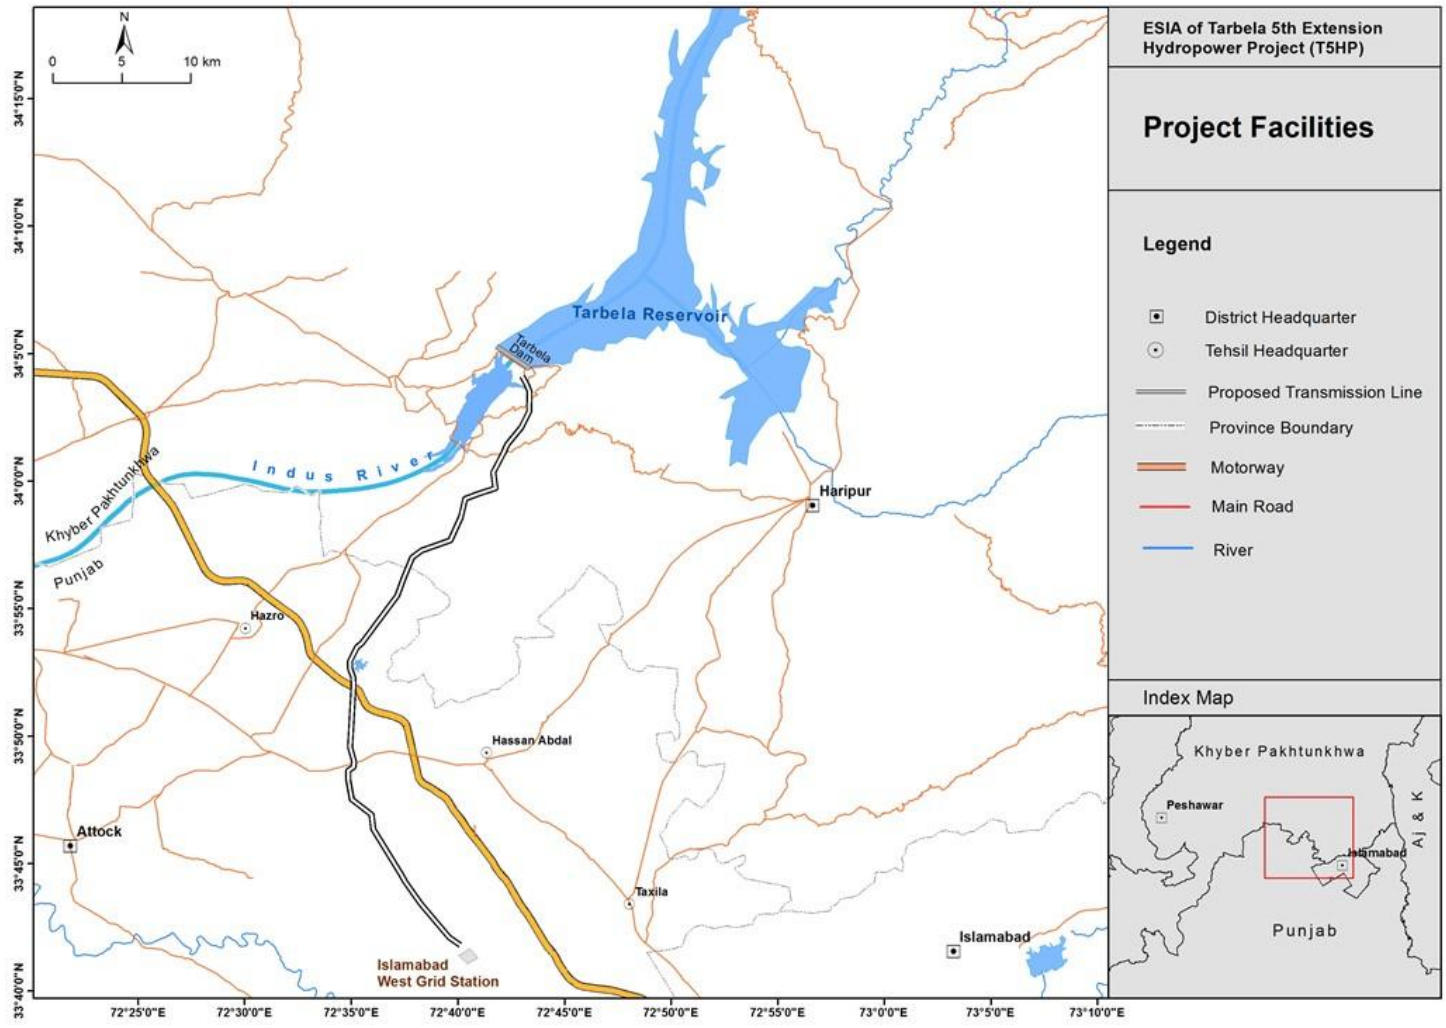 N
0 5 10 km
34°15'0"N
34°10'0"N
34°5'0"N
34°0'0"N
33°55'0"N
33°50'0"N
33°45'0"N
33°40'0"N
Tarbela Reservoir
Tarbela
Dam
Indus River
Khyber Pakhtunkhwa
Punjab
Haripur
Hazro
Hassan Abdal
Attock
Taxila
Islamabad
Islamabad
West Grid Station
72°25'0"E 72°30'0"E 72°35'0"E 72°40'0"E 72°45'0"E 72°50'0"E 72°55'0"E 73°0'0"E 73°5'0"E 73°10'0"E
ESIA of Tarbela 5th Extension
Hydropower Project (T5HP)
Project Facilities
Legend
District Headquarter
Tehsil Headquarter
Proposed Transmission Line
Province Boundary
Motorway
Main Road
River
Index Map
Khyber Pakhtunkhwa
Peshawar
Aj & K
Islamabad
Punjab